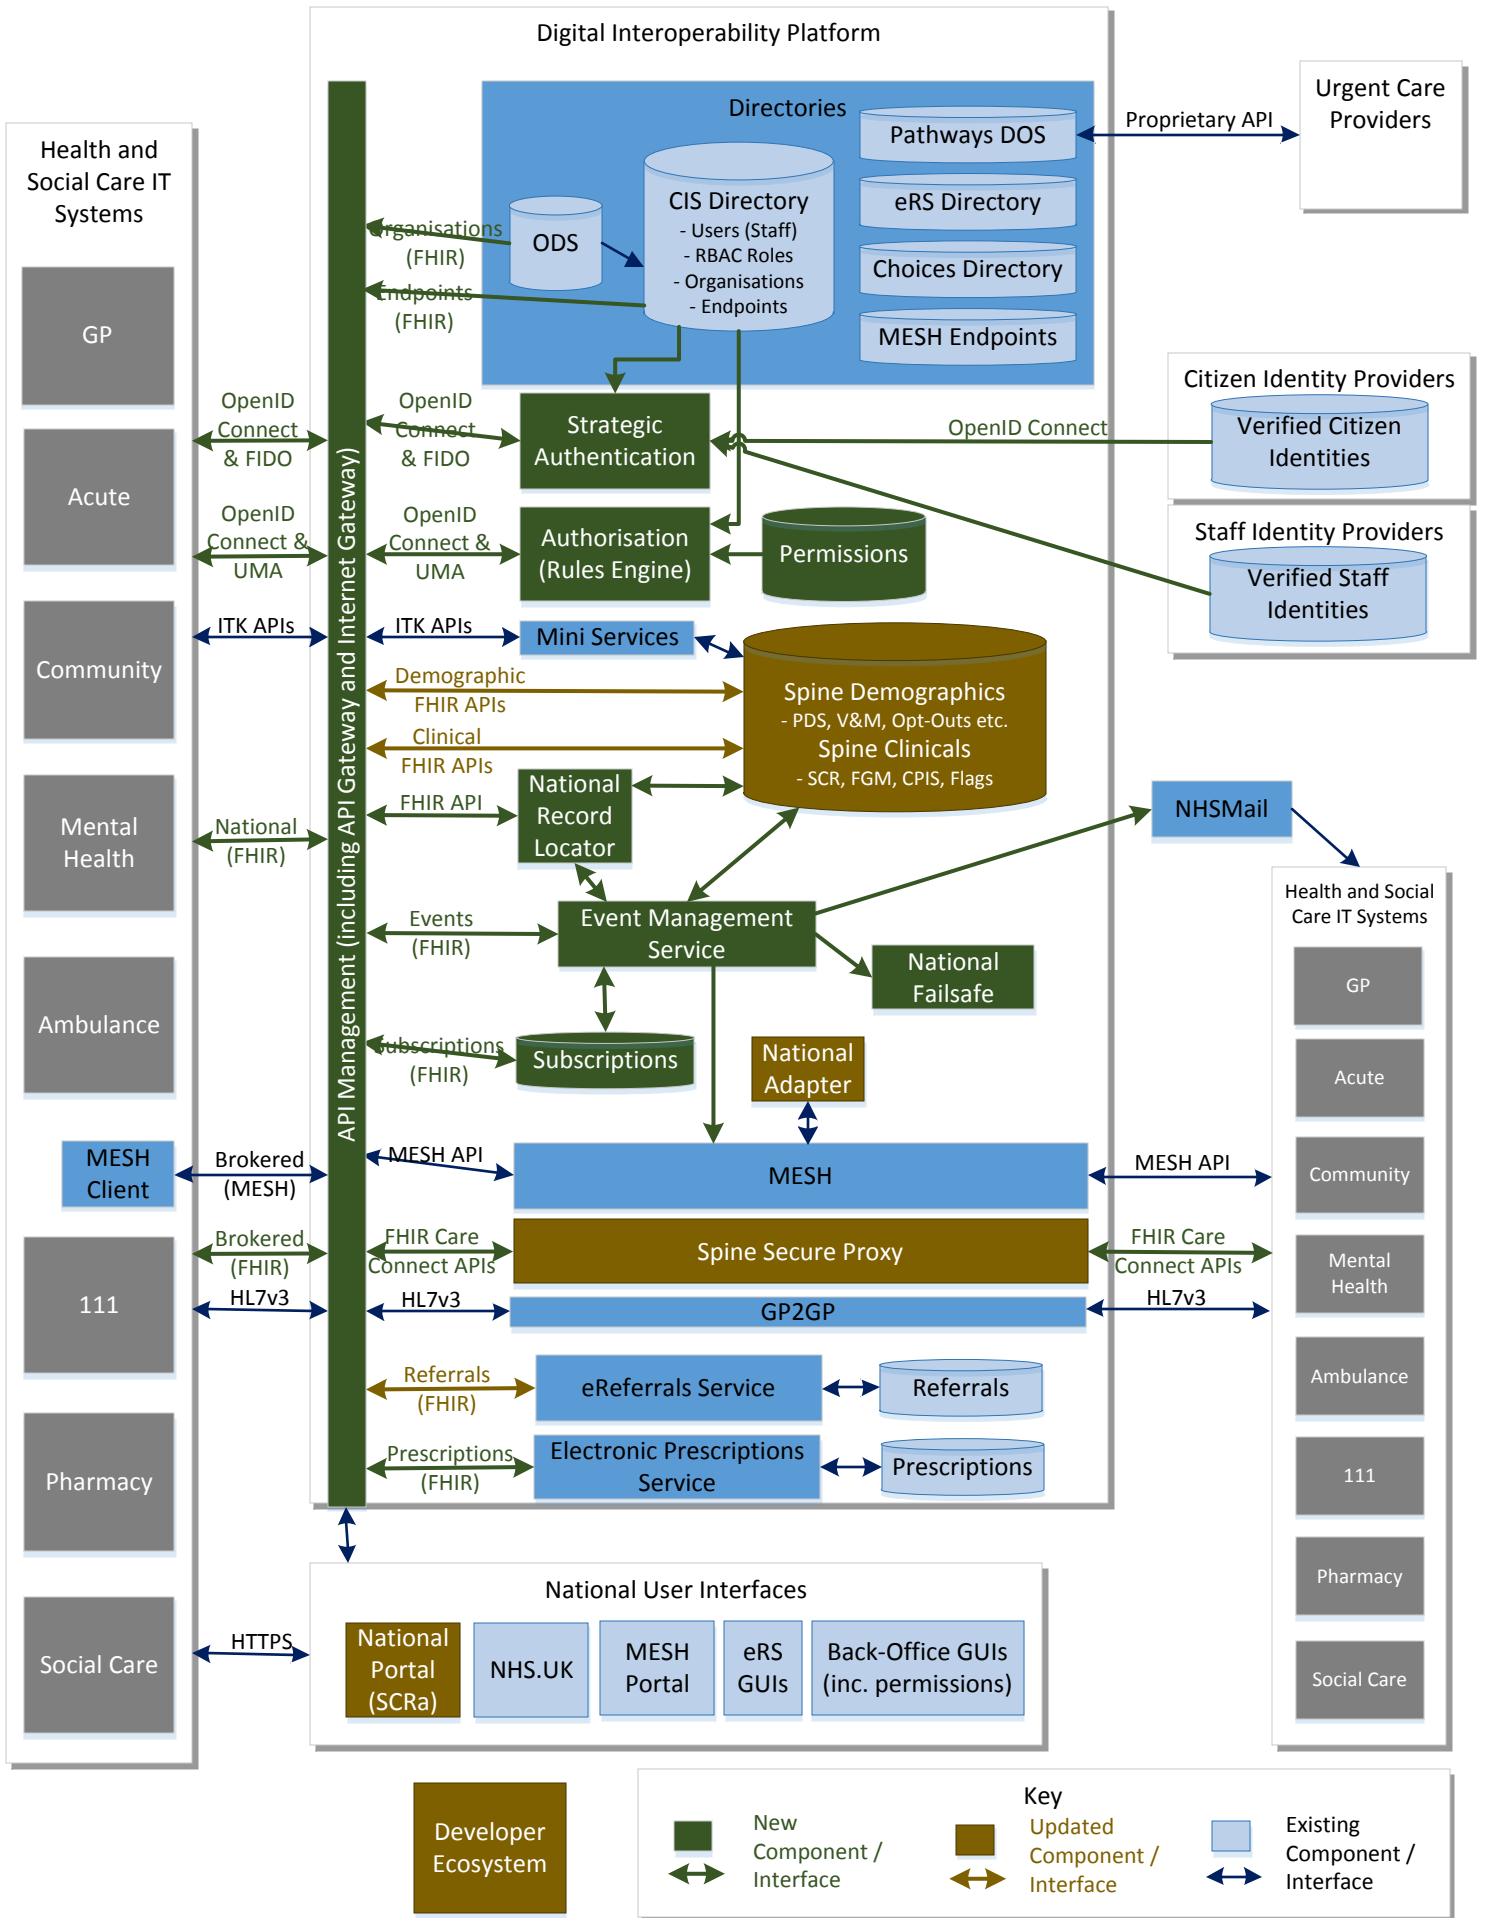 Digital Interoperability Platform
Health and
Social Care IT
Systems
GP
Acute
Community
Mental
Health
Ambulance
MESH
Client
111
Pharmacy
Social Care
OpenID
Connect
& FIDO
OpenID
Connect &
UMA
ITK APIs
National
(FHIR)
Brokered
(MESH)
Brokered
(FHIR)
HL7v3
HTTPS
API Management (including API Gateway and Internet Gateway)
Directories
Organisations
(FHIR)
Endpoints
(FHIR)
ODS
CIS Directory
- Users (Staff)
- RBAC Roles
- Organisations
- Endpoints
Pathways DOS
eRS Directory
Choices Directory
MESH Endpoints
Proprietary API
Urgent Care
Providers
OpenID
Connect
& FIDO
Strategic
Authentication
OpenID Connect
Citizen Identity Providers
Verified Citizen
Identities
Staff Identity Providers
Verified Staff
Identities
OpenID
Connect &
UMA
Authorisation
(Rules Engine)
Permissions
ITK APIs
Mini Services
Demographic
FHIR APIs
Clinical
FHIR APIs
Spine Demographics
- PDS, V&M, Opt-Outs etc.
Spine Clinicals
- SCR, FGM, CPIS, Flags
FHIR API
National
Record
Locator
NHSMail
Events
(FHIR)
Event Management
Service
National
Failsafe
Subscriptions
(FHIR)
Subscriptions
National
Adapter
MESH API
MESH
MESH API
FHIR Care
Connect APIs
Spine Secure Proxy
FHIR Care
Connect APIs
HL7v3
GP2GP
HL7v3
Referrals
(FHIR)
eReferrals Service
Referrals
Prescriptions
(FHIR)
Electronic Prescriptions
Service
Prescriptions
Health and Social
Care IT Systems
GP
Acute
Community
Mental
Health
Ambulance
111
Pharmacy
Social Care
National User Interfaces
National
Portal
(SCRa)
NHS.UK
MESH
Portal
eRS
GUIs
Back-Office GUIs
(inc. permissions)
Developer
Ecosystem
Key
New
Component /
Interface
Updated
Component /
Interface
Existing
Component /
Interface